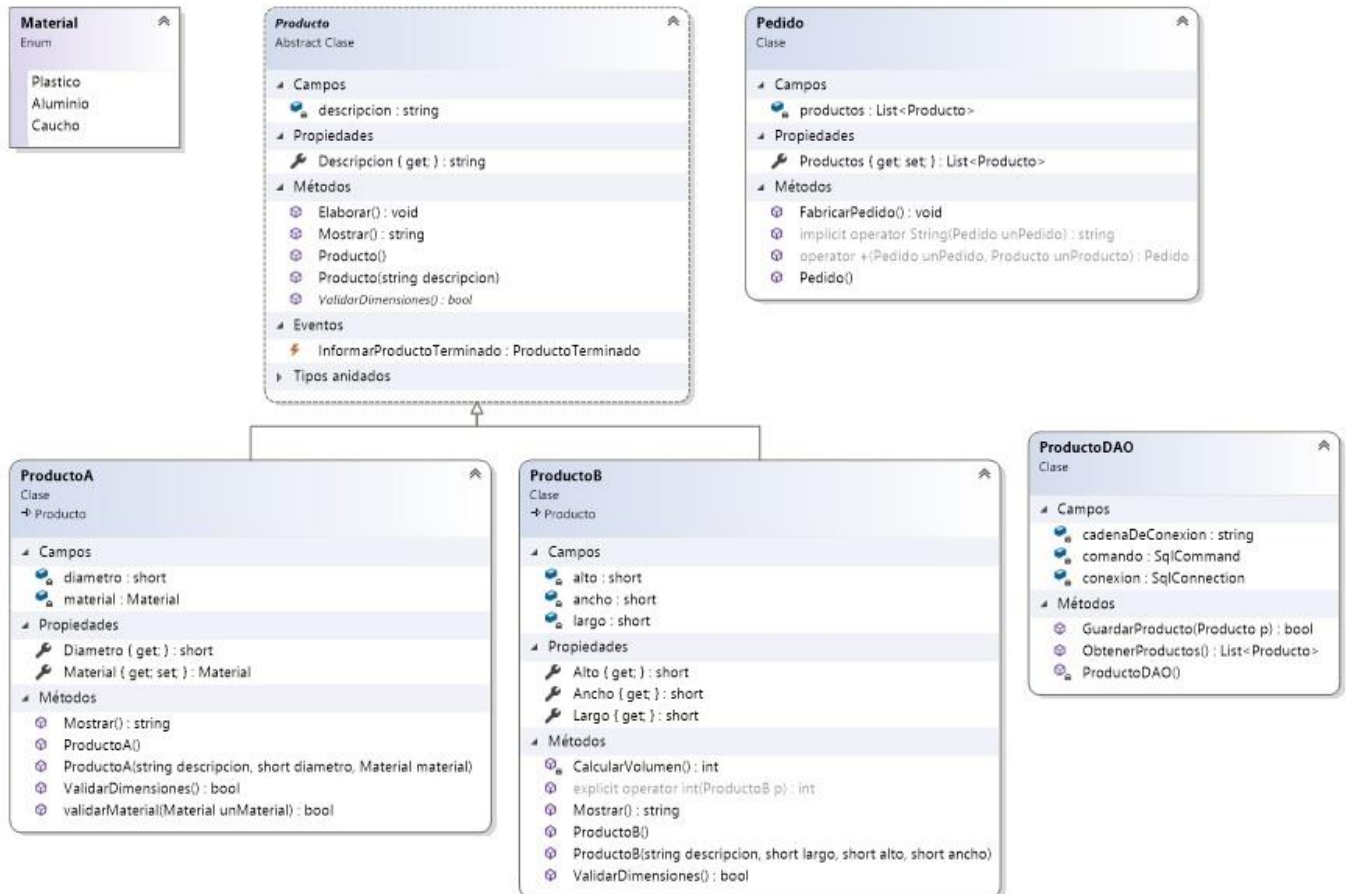 Material
Enum
Plastico
Aluminio
Caucho
Producto
Abstract Clase
Campos
descripcion : string
Propiedades
Descripcion { get; } : string
Métodos
Elaborar() : void
Mostrar() : string
Producto()
Producto(string descripcion)
ValidarDimensiones() : bool
Eventos
InformarProductoTerminado : ProductoTerminado
Tipos anidados
Pedido
Clase
Campos
productos : List<Producto>
Propiedades
Productos { get; set; } : List<Producto>
Métodos
FabricarPedido() : void
implicit operator String(Pedido unPedido) : string
operator +(Pedido unPedido, Producto unProducto) : Pedido
Pedido()
ProductoA
Clase
Producto
Campos
diametro : short
material : Material
Propiedades
Diametro { get; } : short
Material { get; set; } : Material
Métodos
Mostrar() : string
ProductoA()
ProductoA(string descripcion, short diametro, Material material)
ValidarDimensiones() : bool
validarMaterial(Material unMaterial) : bool
ProductoB
Clase
Producto
Campos
alto : short
ancho : short
largo : short
Propiedades
Alto { get; } : short
Ancho { get; } : short
Largo { get; } : short
Métodos
CalcularVolumen() : int
explicit operator int(ProductoB p) : int
Mostrar() : string
ProductoB()
ProductoB(string descripcion, short largo, short alto, short ancho)
ValidarDimensiones() : bool
ProductoDAO
Clase
Campos
cadenaDeConexion : string
comando : SqlCommand
conexion : SqlConnection
Métodos
GuardarProducto(Producto p) : bool
ObtenerProductos() : List<Producto>
ProductoDAO()